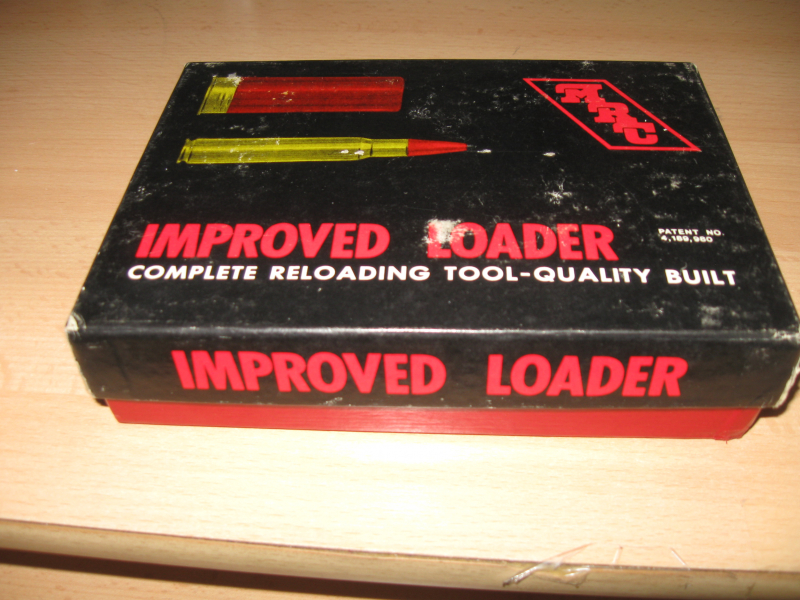 MRC
IMPROVED LOADER
PATENT NO.
4,189,980
COMPLETE RELOADING TOOL-QUALITY BUILT
IMPROVED LOADER